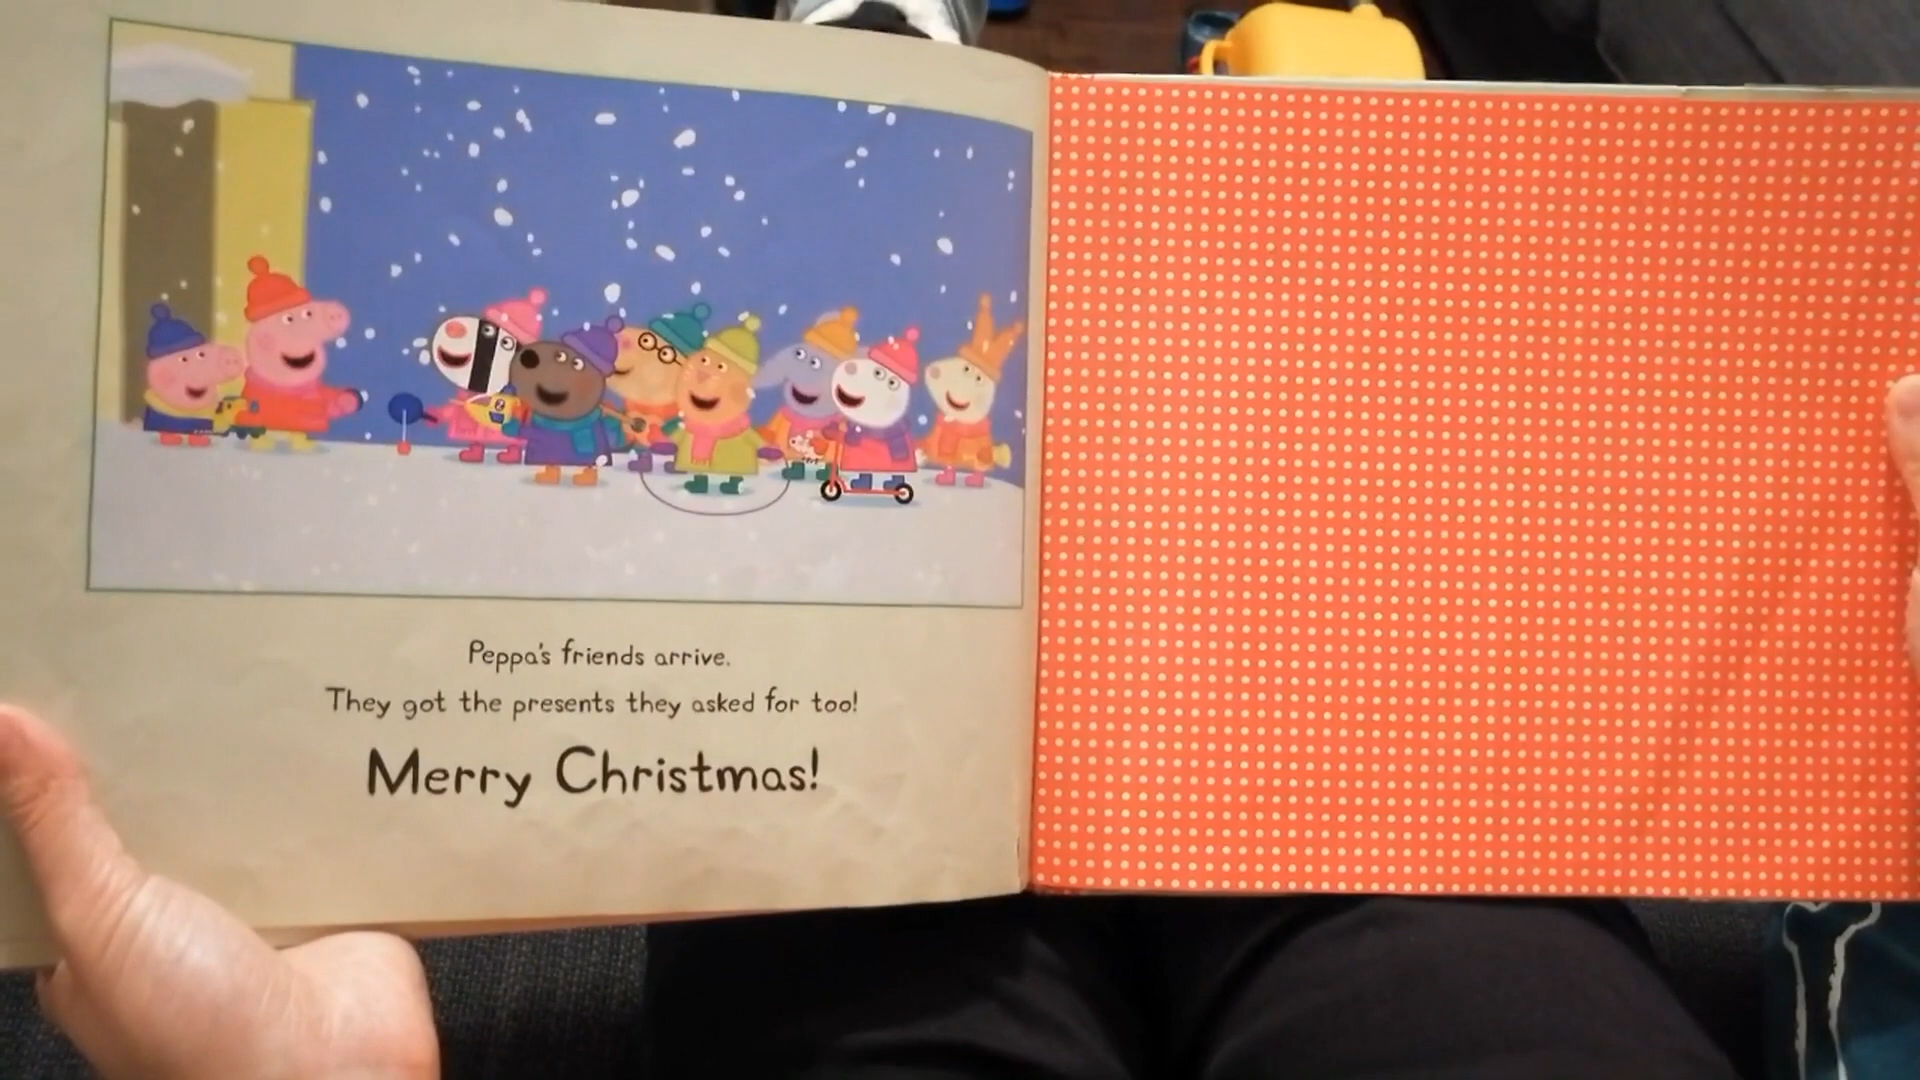 Peppa's friends arrive.
They got the presents they asked for too!
Merry Christmas!